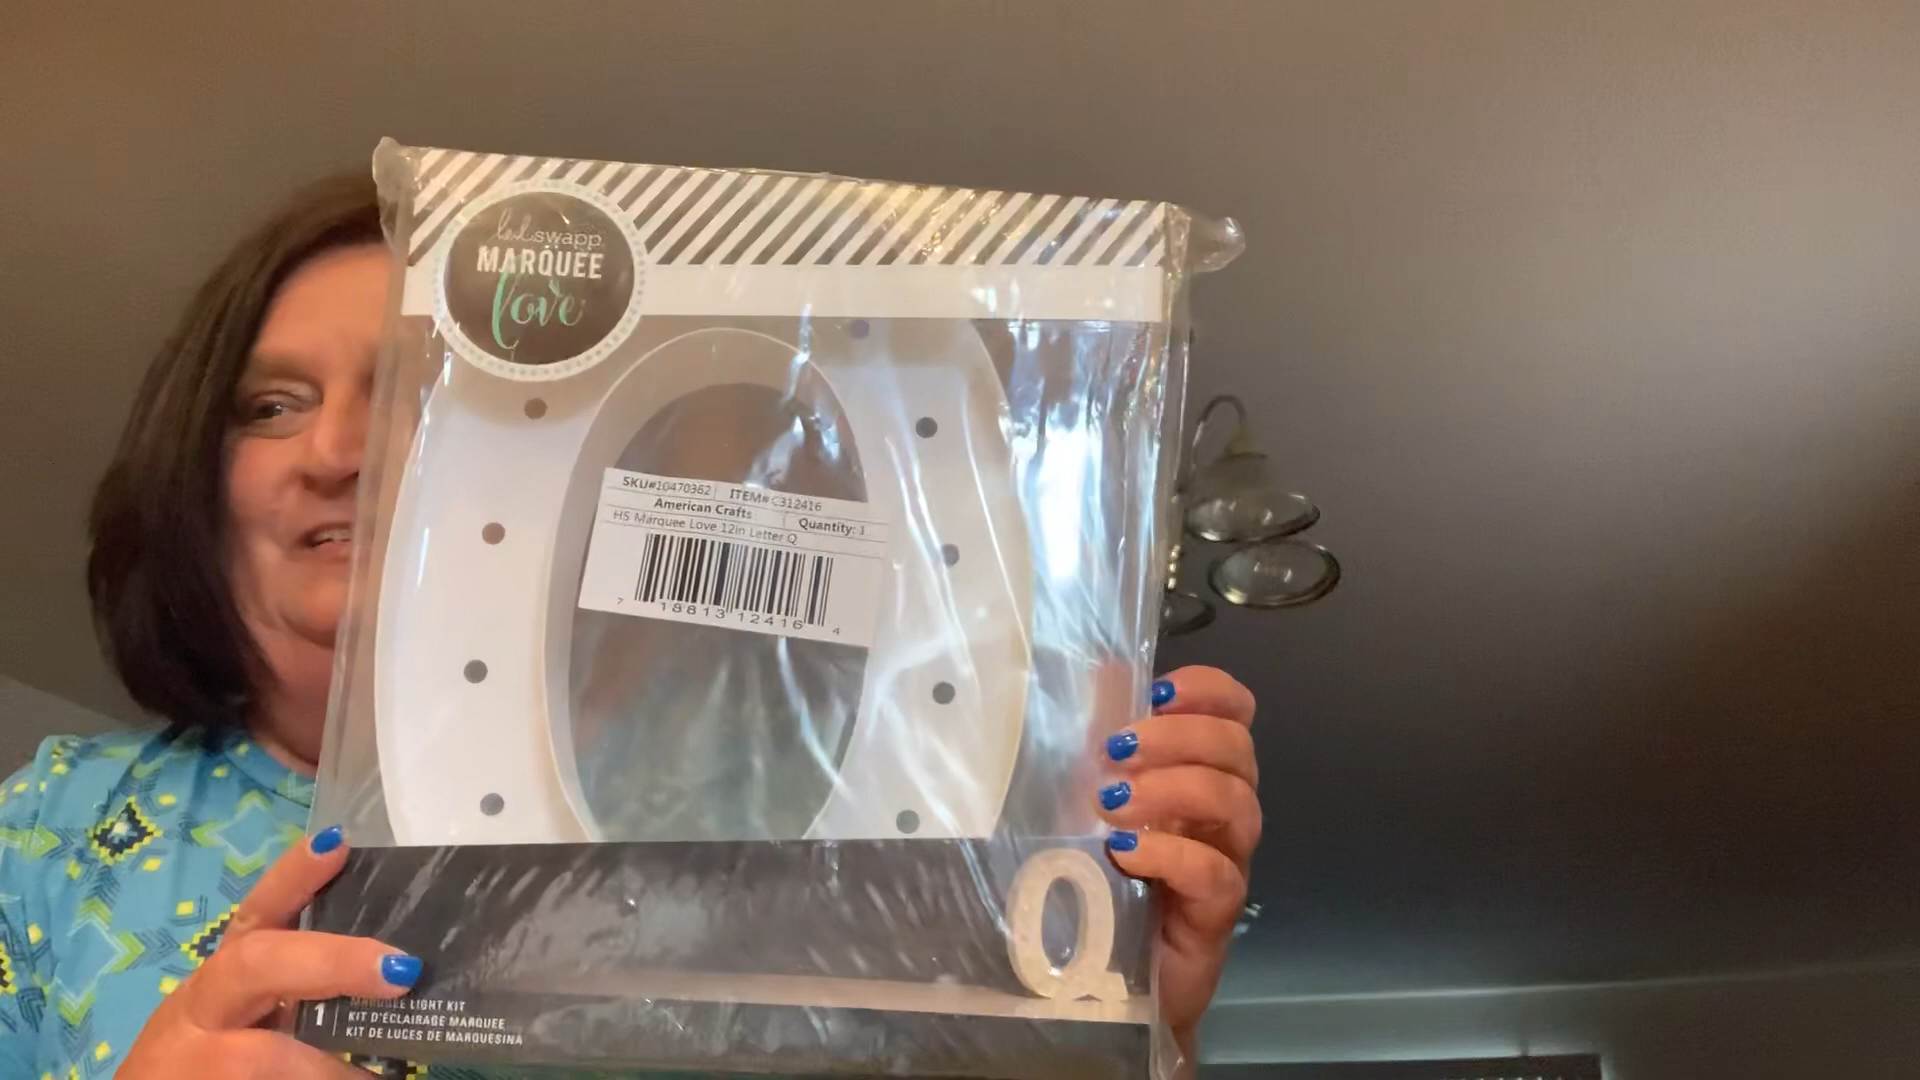 heidi swapp
MARQUEE
love
SKU#10470362 ITEM#C312416
American Crafts Quantity: 1
HS Marquee Love 12in Letter Q
7 18813 12416 4
Q
1 MARQUEE LIGHT KIT
KIT D'ÉCLAIRAGE MARQUEE
KIT DE LUCES DE MARQUESINA